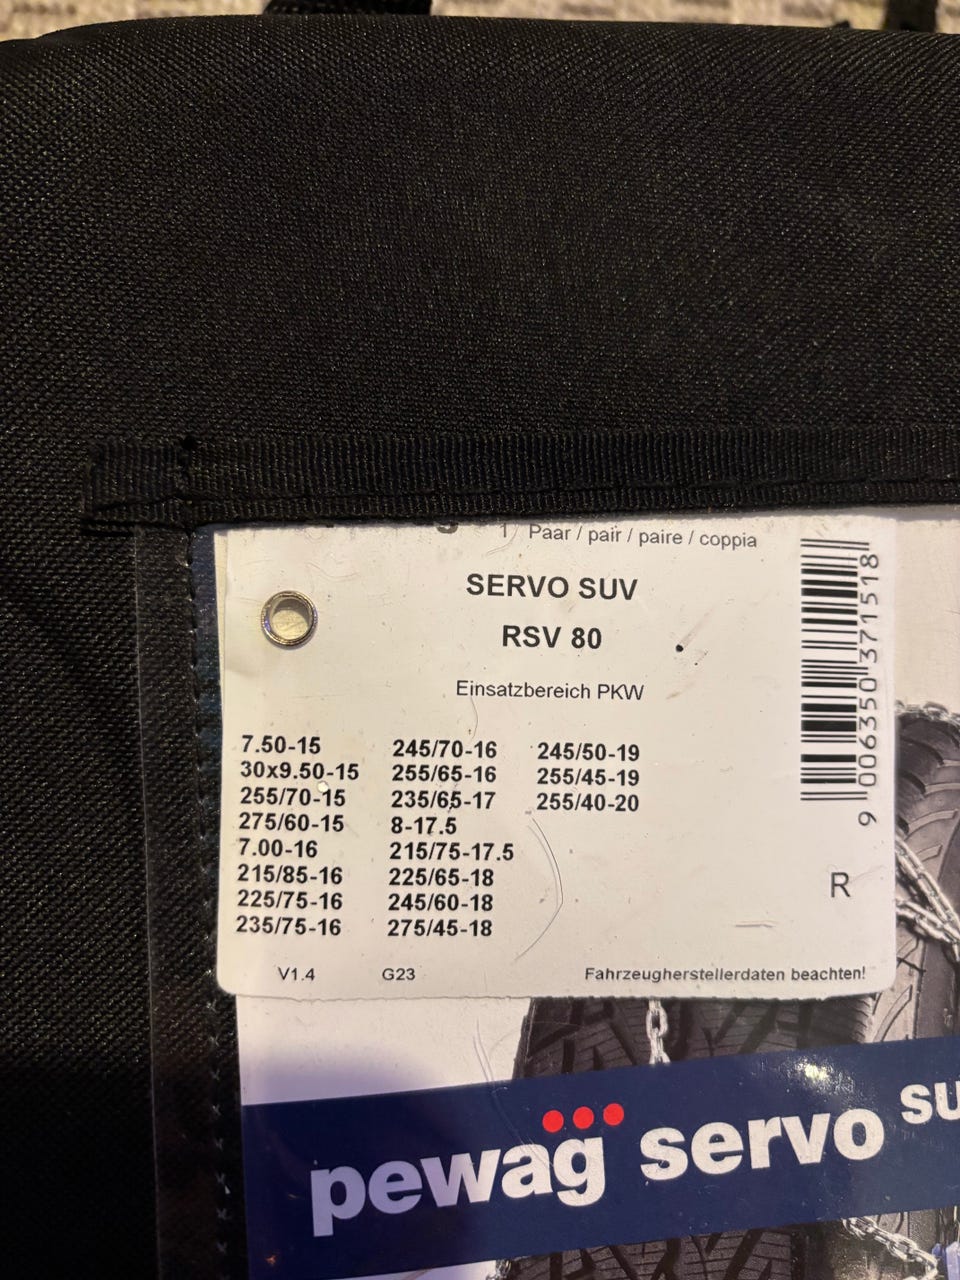 1 Paar / pair / paire / coppia
SERVO SUV
RSV 80
Einsatzbereich PKW
7.50-15
30x9.50-15
255/70-15
275/60-15
7.00-16
215/85-16
225/75-16
235/75-16
245/70-16
255/65-16
235/65-17
8-17.5
215/75-17.5
225/65-18
245/60-18
275/45-18
245/50-19
255/45-19
255/40-20
9 006350 371518
R
V1.4 G23 Fahrzeugherstellerdaten beachten!
pewag servo su